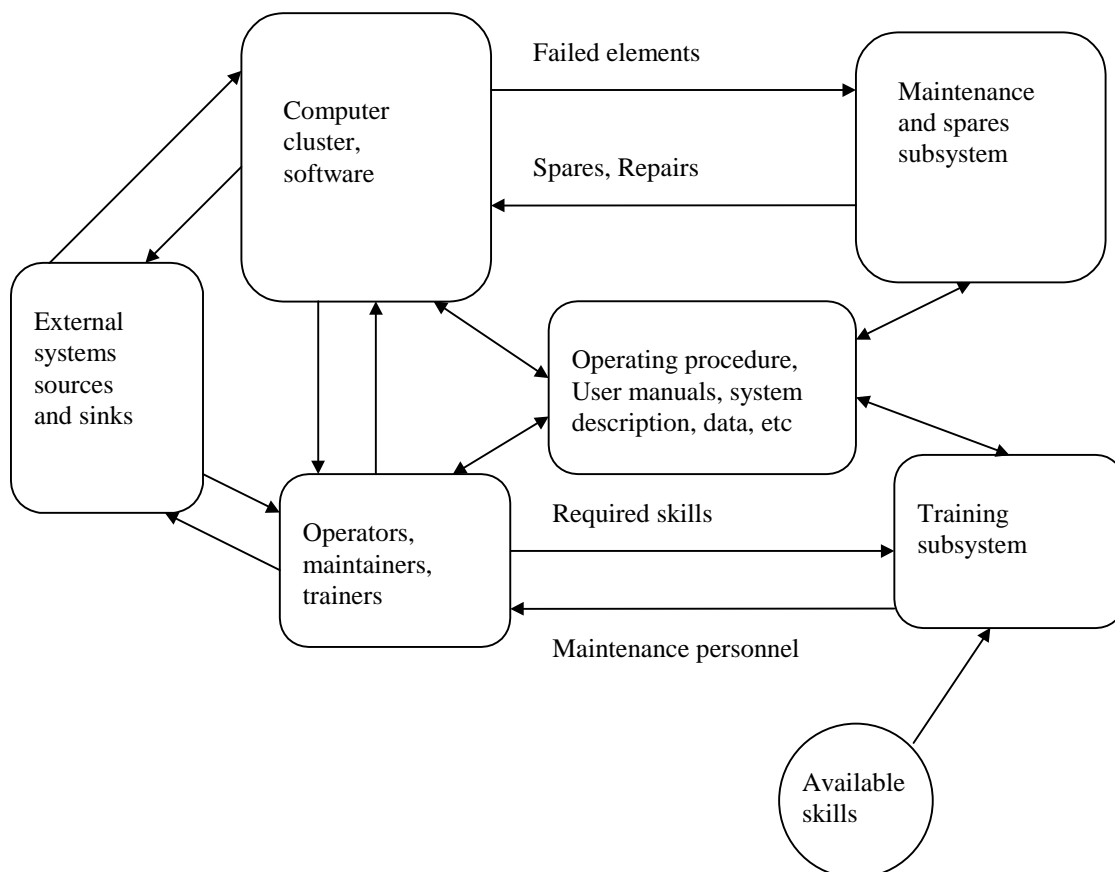 Failed elements
Computer
cluster,
software
Maintenance
and spares
subsystem
Spares, Repairs
External
systems
sources
and sinks
Operating procedure,
User manuals, system
description, data, etc
Operators,
maintainers,
trainers
Required skills
Training
subsystem
Maintenance personnel
Available
skills